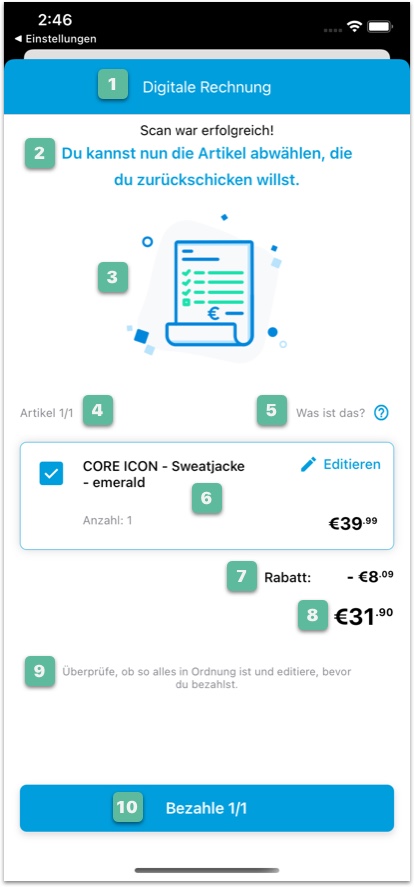 2:46
◀ Einstellungen
1 Digitale Rechnung
Scan war erfolgreich!
2 Du kannst nun die Artikel abwählen, die
du zurückschicken willst.
3
€
Artikel 1/1 4 5 Was ist das? ?
CORE ICON - Sweatjacke Editieren
- emerald
6
Anzahl: 1 €39.99
7 Rabatt: - €8.09
8 €31.90
9 Überprüfe, ob so alles in Ordnung ist und editiere, bevor
du bezahlst.
10 Bezahle 1/1